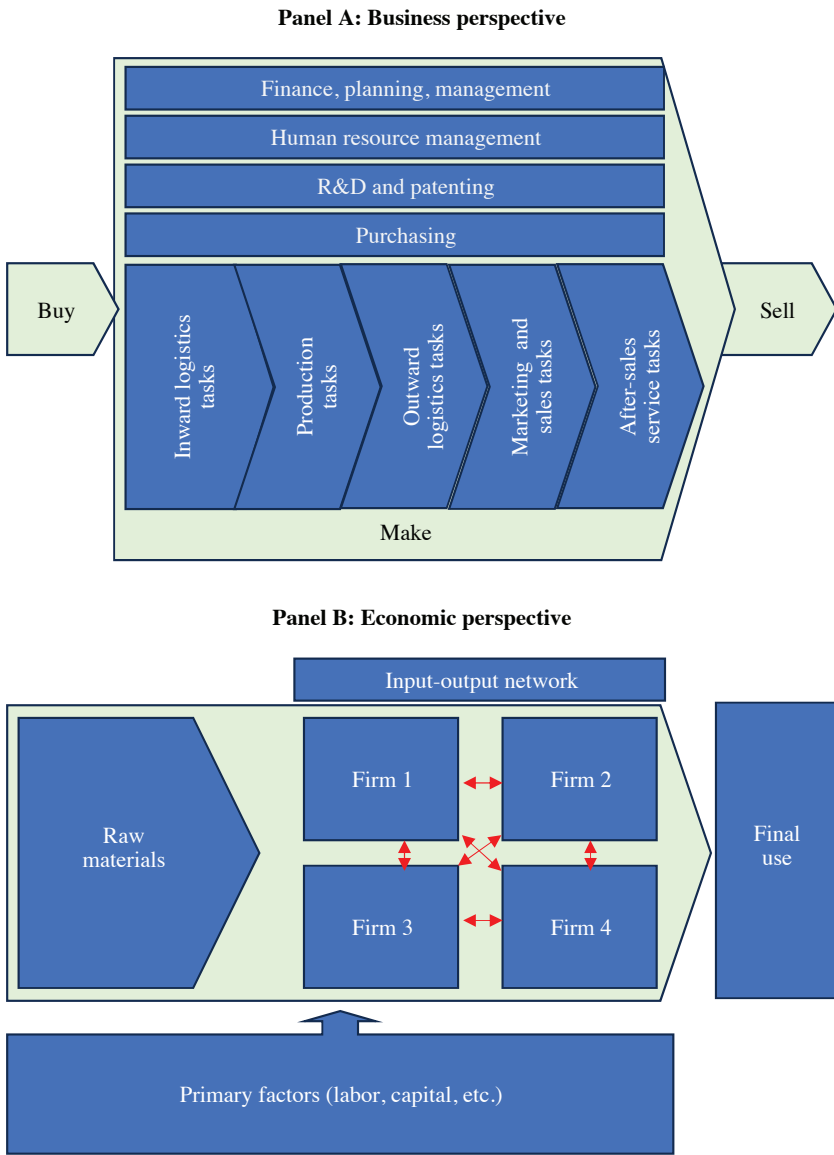 Panel A: Business perspective
Finance, planning, management
Human resource management
R&D and patenting
Purchasing
Buy
Inward logistics
tasks
Production
tasks
Outward
logistics tasks
Marketing and
sales tasks
After-sales
service tasks
Sell
Make
Panel B: Economic perspective
Input-output network
Raw
materials
Firm 1
Firm 2
Firm 3
Firm 4
Final
use
Primary factors (labor, capital, etc.)